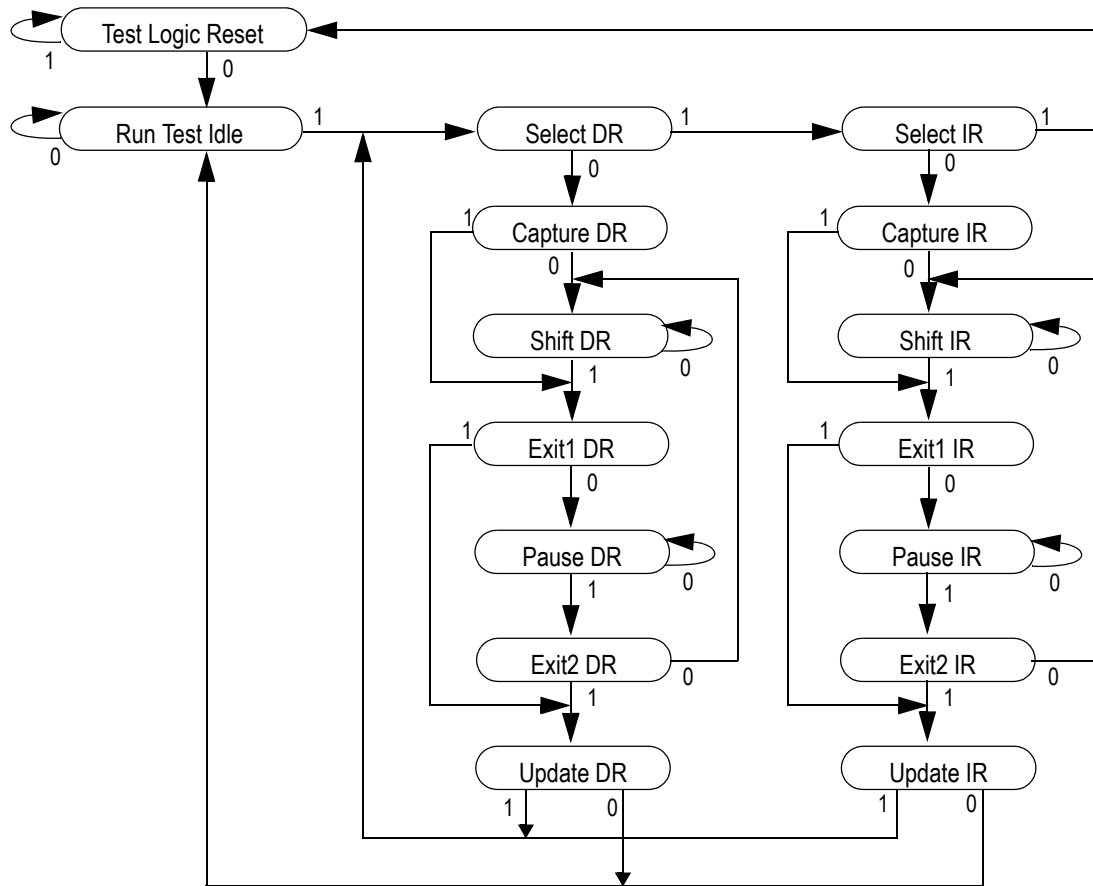 Test Logic Reset
1
0
Run Test Idle
1
Select DR
1
Select IR
1
0
0
0
1
Capture DR
1
Capture IR
0
0
Shift DR
Shift IR
0
0
1
1
1
Exit1 DR
1
Exit1 IR
0
0
Pause DR
Pause IR
0
0
1
1
Exit2 DR
Exit2 IR
0
0
1
1
Update DR
Update IR
1
0
1
0